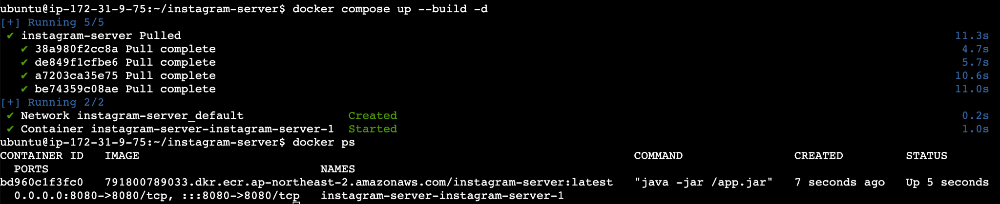 ubuntu@ip-172-31-9-75:~/instagram-server$ docker compose up --build -d
[+] Running 5/5
✔ instagram-server Pulled 11.3s
✔ 38a980f2cc8a Pull complete 4.7s
✔ de849f1cfbe6 Pull complete 5.7s
✔ a7203ca35e75 Pull complete 10.6s
✔ be74359c08ae Pull complete 11.0s
[+] Running 2/2
✔ Network instagram-server_default Created 0.2s
✔ Container instagram-server-instagram-server-1 Started 1.0s
ubuntu@ip-172-31-9-75:~/instagram-server$ docker ps
CONTAINER ID IMAGE COMMAND CREATED STATUS
PORTS NAMES
bd960c1f3fc0 791800789033.dkr.ecr.ap-northeast-2.amazonaws.com/instagram-server:latest "java -jar /app.jar" 7 seconds ago Up 5 seconds
0.0.0.0:8080->8080/tcp, :::8080->8080/tcp instagram-server-instagram-server-1